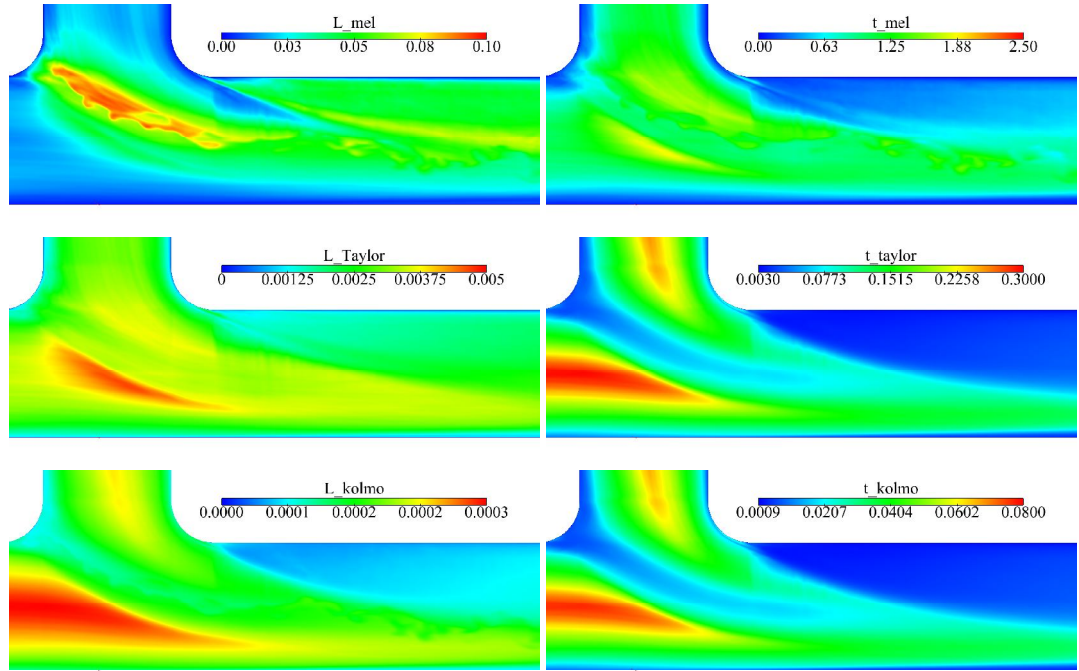 L_mel
0.00 0.03 0.05 0.08 0.10
t_mel
0.00 0.63 1.25 1.88 2.50
L_Taylor
0 0.00125 0.0025 0.00375 0.005
t_taylor
0.0030 0.0773 0.1515 0.2258 0.3000
L_kolmo
0.0000 0.0001 0.0002 0.0002 0.0003
t_kolmo
0.0009 0.0207 0.0404 0.0602 0.0800